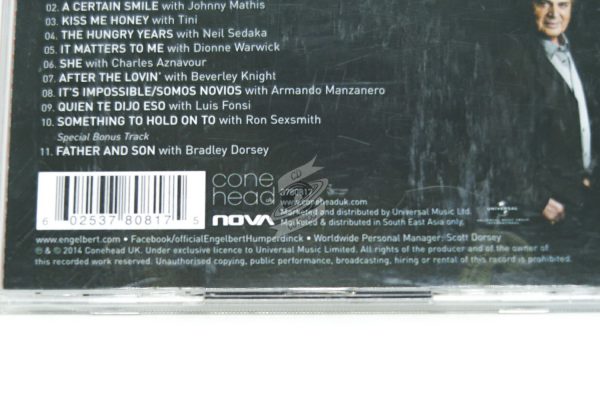 02. A CERTAIN SMILE with Johnny Mathis
03. KISS ME HONEY with Tini
04. THE HUNGRY YEARS with Neil Sedaka
05. IT MATTERS TO ME with Dionne Warwick
06. SHE with Charles Aznavour
07. AFTER THE LOVIN' with Beverley Knight
08. IT'S IMPOSSIBLE/SOMOS NOVIOS with Armando Manzanero
09. QUIEN TE DIJO ESO with Luis Fonsi
10. SOMETHING TO HOLD ON TO with Ron Sexsmith
Special Bonus Track
11. FATHER AND SON with Bradley Dorsey
6 02537 80817 5
cone head
NOVA
CD
3780817
www.coneheaduk.com
Marketed and distributed by Universal Music Ltd.
Marketed & distributed in South East Asia only.
UNIVERSAL
www.engelbert.com • Facebook/officialEngelbertHumperdinck • Worldwide Personal Manager: Scott Dorsey
℗ & © 2014 Conehead UK. Under exclusive licence to Universal Music Limited. All rights of the producer and of the owner of
this recorded work reserved. Unauthorised copying, public performance, broadcasting, hiring or rental of this record is prohibited.